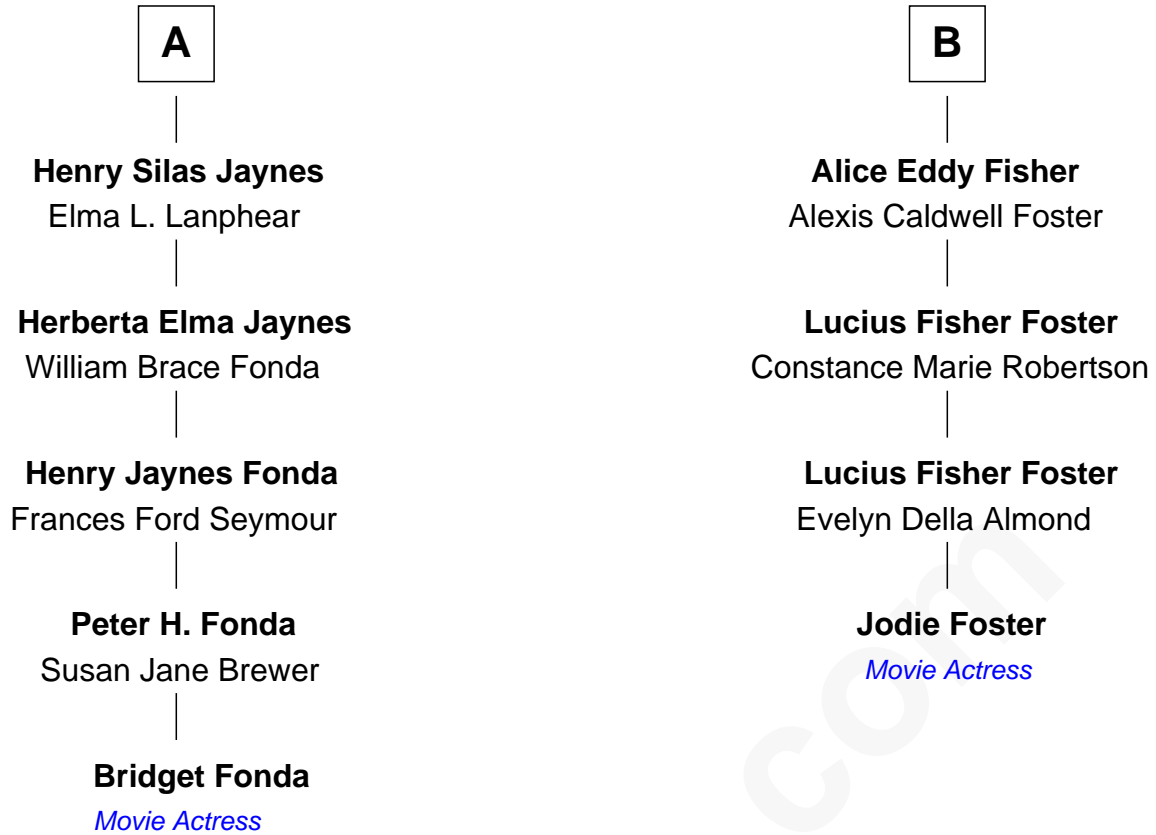 A
Henry Silas Jaynes
Elma L. Lanphear
Herberta Elma Jaynes
William Brace Fonda
Henry Jaynes Fonda
Frances Ford Seymour
Peter H. Fonda
Susan Jane Brewer
Bridget Fonda
Movie Actress
B
Alice Eddy Fisher
Alexis Caldwell Foster
Lucius Fisher Foster
Constance Marie Robertson
Lucius Fisher Foster
Evelyn Della Almond
Jodie Foster
Movie Actress
com